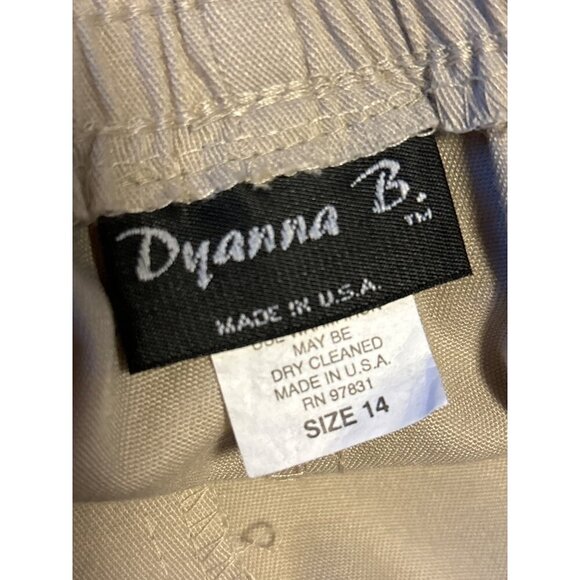 Dyanna B.™
MADE IN U.S.A.
MAY BE
DRY CLEANED
MADE IN U.S.A.
RN 97831
SIZE 14